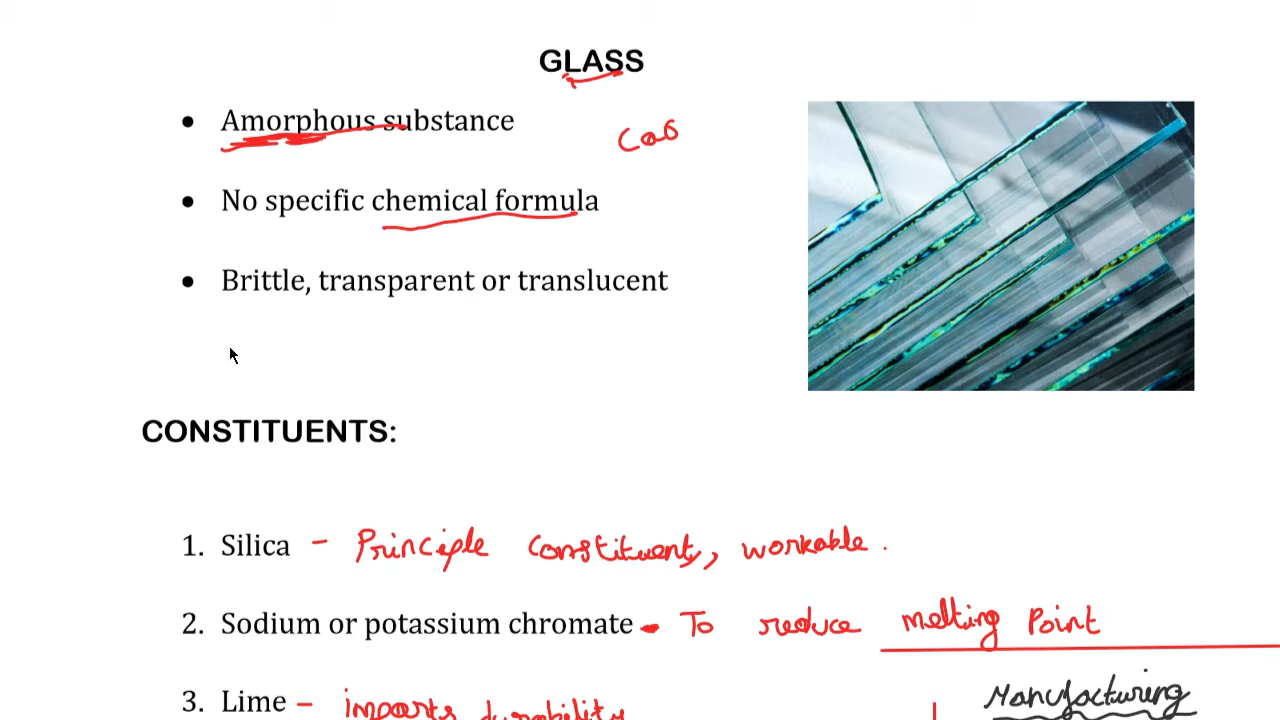 GLASS
• Amorphous substance
Cao
• No specific chemical formula
• Brittle, transparent or translucent
CONSTITUENTS:
1. Silica - Principle constituent, workable.
2. Sodium or potassium chromate - To reduce melting Point
3. Lime - imparts durability
Manufacturing